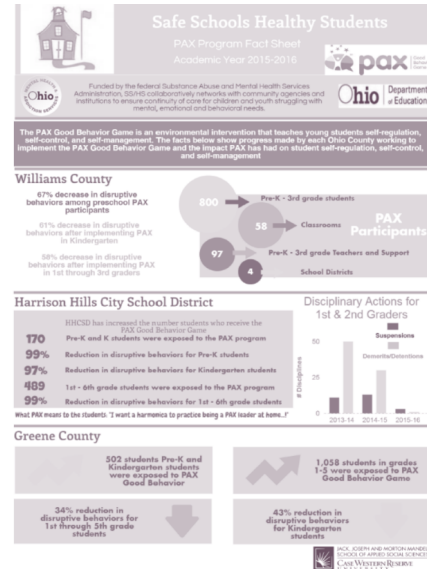 Safe Schools Healthy Students
PAX Program Fact Sheet
Academic Year 2015-2016
pax
Ohio
Funded by the federal Substance Abuse and Mental Health Services
Administration, SS/HS collaboratively networks with community agencies and
institutions to ensure continuity of care for children and youth struggling with
mental, emotional and behavioral needs.
Ohio
Department
of Education
The PAX Good Behavior Game is an environmental intervention that teaches young students self-regulation,
self-control, and self-management. The facts below show progress made by each Ohio County working to
implement the PAX Good Behavior Game and the impact PAX has had on student self-regulation, self-control,
and self-management
Williams County
67% decrease in disruptive
behaviors among preschool PAX
participants
61% decrease in disruptive
behaviors after implementing PAX
in Kindergarten
58% decrease in disruptive
behaviors after implementing PAX
in 1st through 3rd graders
800
Pre-K - 3rd grade students
58
Classrooms
97
Pre-K - 3rd grade Teachers and Support
4
School Districts
PAX
Participants
Harrison Hills City School District
HHCSD has increased the number students who receive the
PAX Good Behavior Game
170 Pre-K and K students were exposed to the PAX program
99% Reduction in disruptive behaviors for Pre-K students
97% Reduction in disruptive behaviors for Kindergarten students
489 1st - 6th grade students were exposed to the PAX program
99% Reduction in disruptive behaviors for 1st - 6th grade students
What PAX means to the students: "I want a harmonica to practice being a PAX leader at home..!"
Disciplinary Actions for
1st & 2nd Graders
Suspensions
Demerits/Detentions
# Disciplines
50
25
0
2013-14 2014-15 2015-16
Greene County
502 students Pre-K and
Kindergarten students
were exposed to PAX
Good Behavior
1,058 students in grades
1-5 were exposed to PAX
Good Behavior Game
34% reduction in
disruptive behaviors for
1st through 5th grade
students
43% reduction in
disruptive behaviors
for Kindergarten
students
JACK, JOSEPH AND MORTON MANDEL
SCHOOL OF APPLIED SOCIAL SCIENCES
CASE WESTERN RESERVE
UNIVERSITY